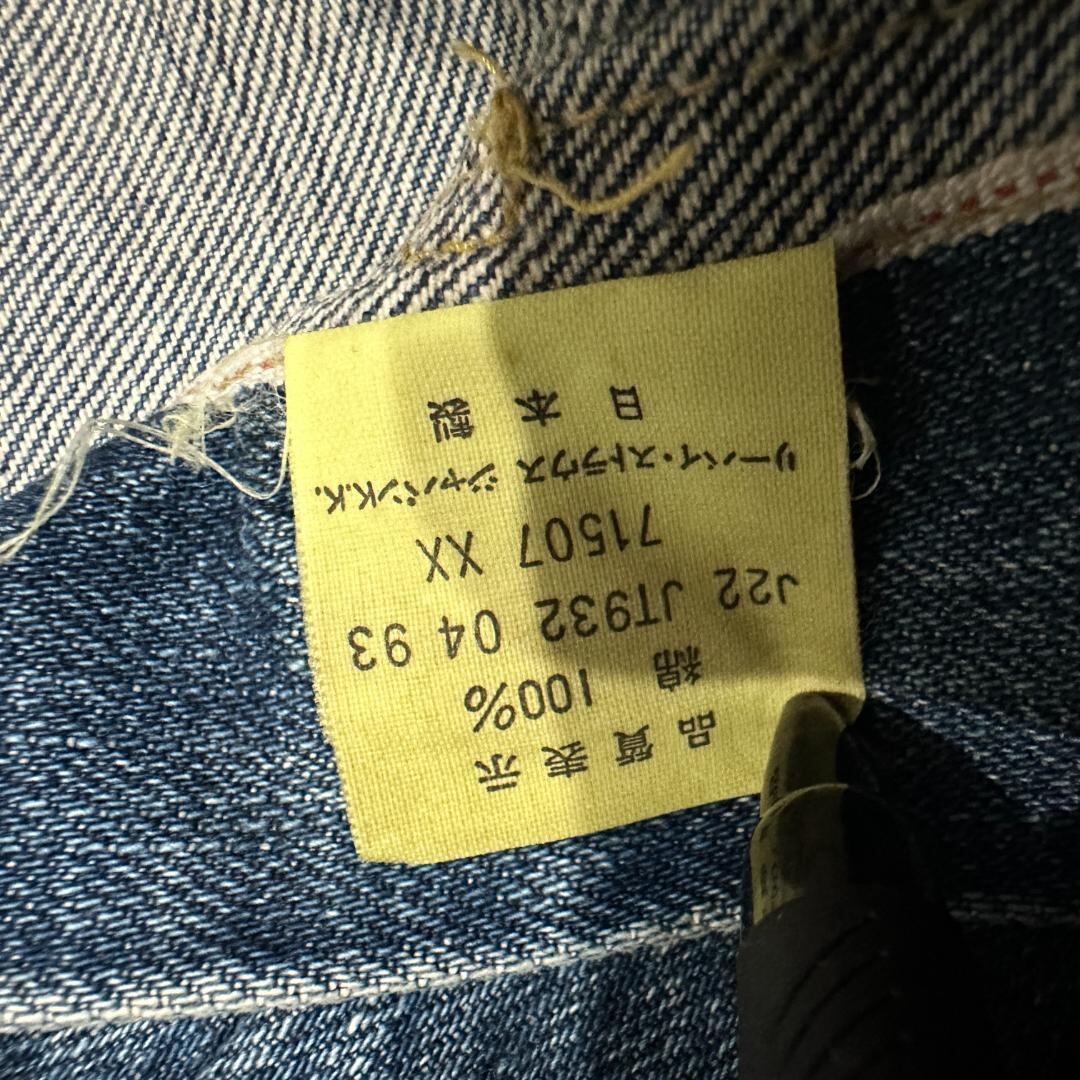 品質表示
綿 100%
J22 JT932 04 93
71507 XX
リーバイ・ストラウス ジャパンK.K.
日本製